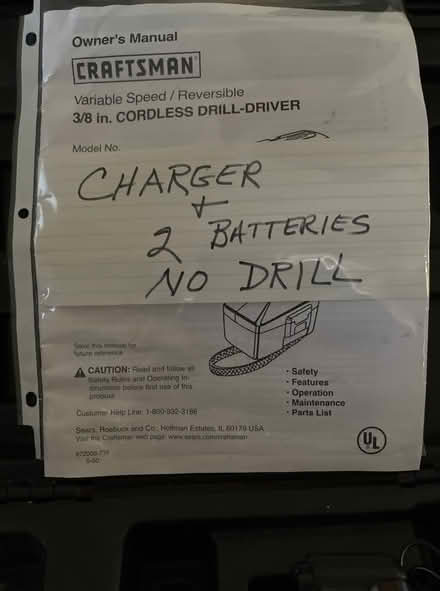 Owner's Manual
CRAFTSMAN
Variable Speed / Reversible
3/8 in. CORDLESS DRILL-DRIVER
Model No.
CHARGER
+
2 BATTERIES
NO DRILL
Save this manual for
future reference
CAUTION: Read and follow all
Safety Rules and Operating In-
structions before first use of this
product.
· Safety
· Features
· Operation
· Maintenance
· Parts List
Customer Help Line: 1-800-932-3188
Sears, Roebuck and Co., Hoffman Estates, IL 60179 USA
Visit the Craftsman web page: www.sears.com/craftsman
UL